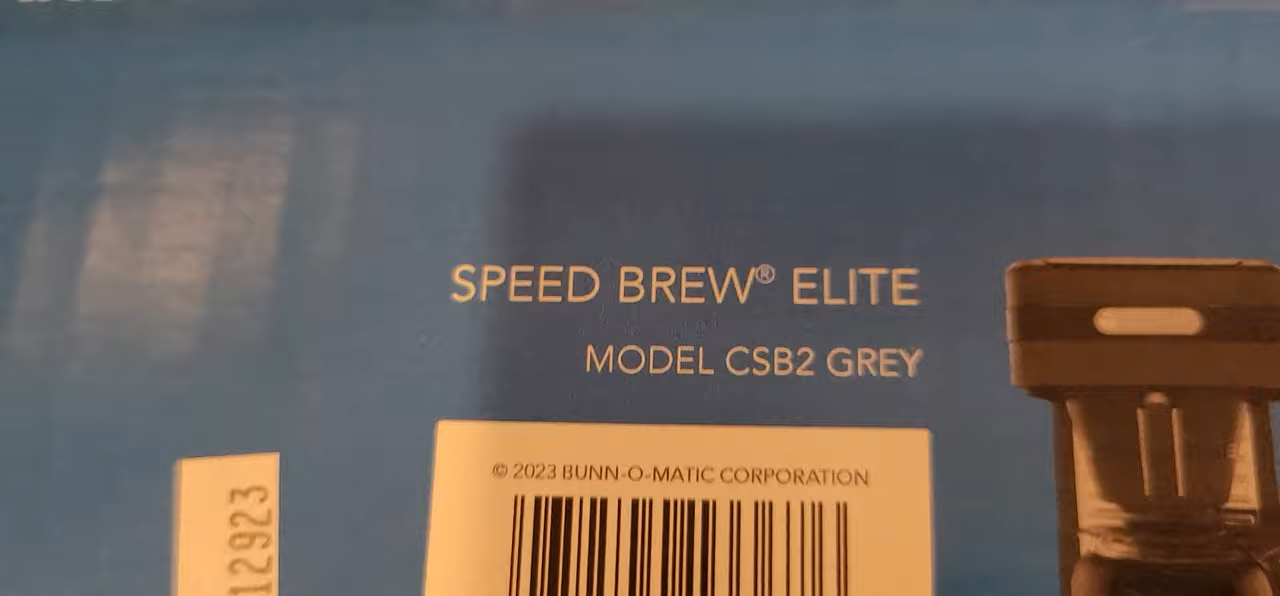 SPEED BREW® ELITE
MODEL CSB2 GREY
© 2023 BUNN-O-MATIC CORPORATION
12923